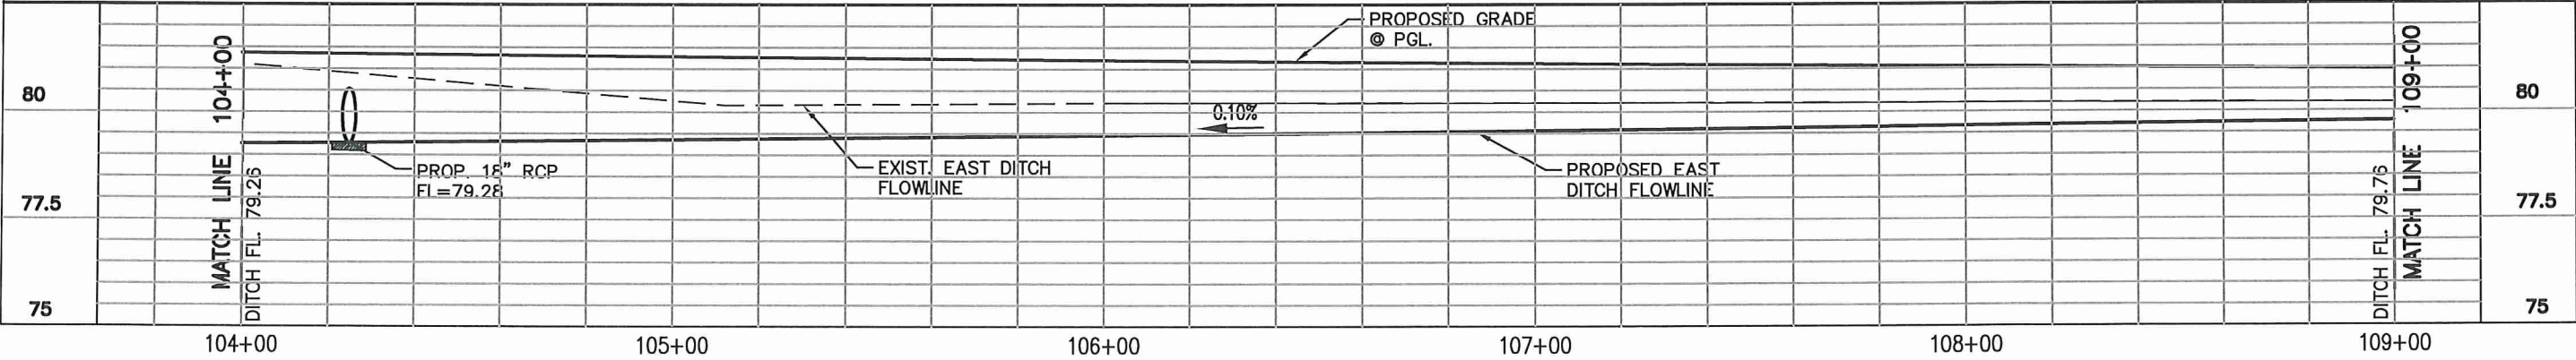 PROPOSED GRADE
@ PGL.
104+00
109+00
80
80
0.10%
MATCH LINE
DITCH FL. 79.26
PROP. 18" RCP
FL=79.28
EXIST. EAST DITCH
FLOWLINE
PROPOSED EAST
DITCH FLOWLINE
DITCH FL. 79.76
MATCH LINE
77.5
77.5
75
75
104+00
105+00
106+00
107+00
108+00
109+00